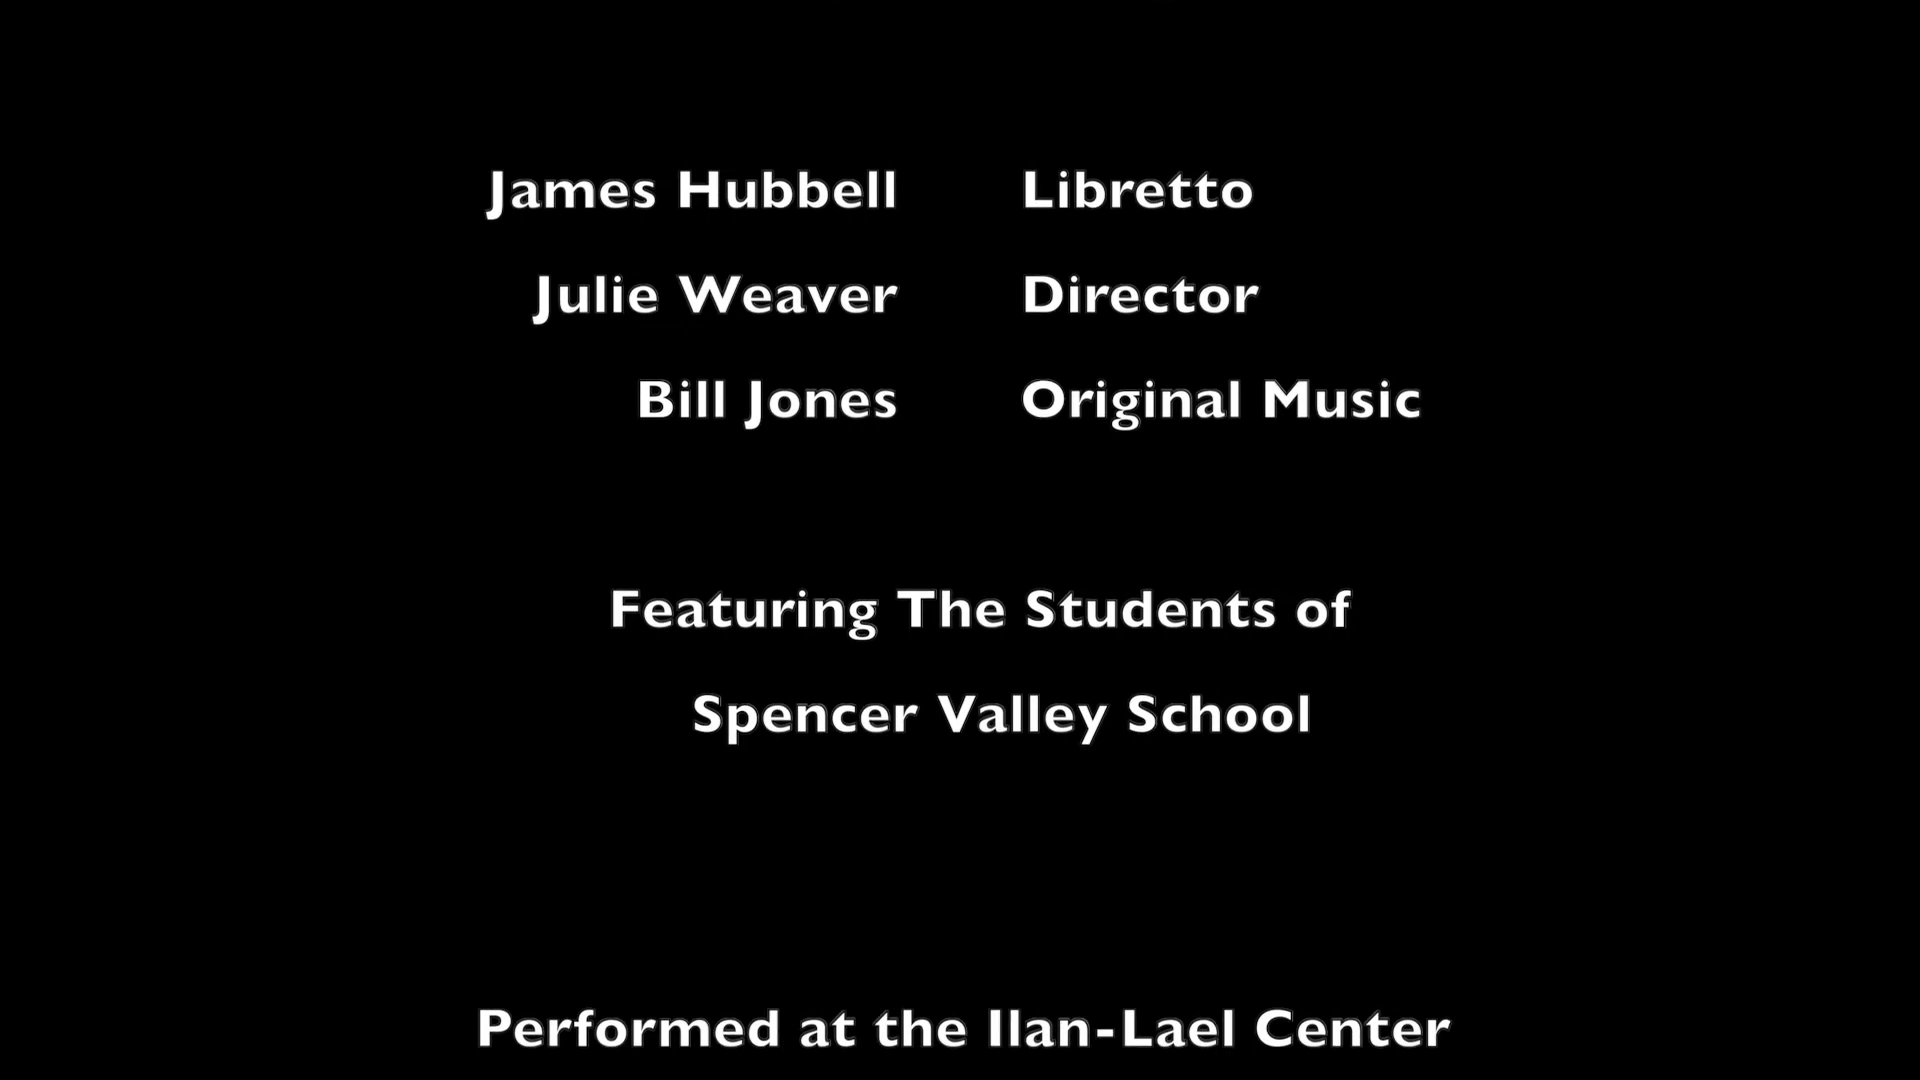 James Hubbell Libretto
Julie Weaver Director
Bill Jones Original Music
Featuring The Students of
Spencer Valley School
Performed at the Ilan-Lael Center